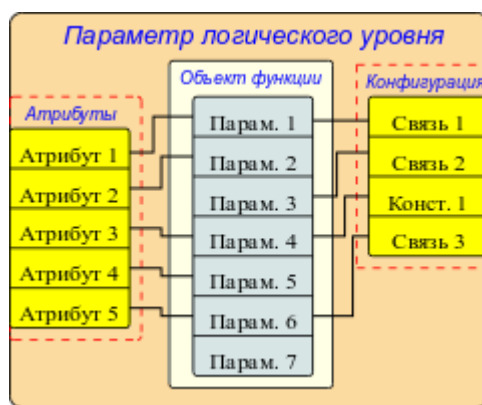 Параметр логического уровня
Атрибуты
Атрибут 1
Атрибут 2
Атрибут 3
Атрибут 4
Атрибут 5
Объект функции
Парам. 1
Парам. 2
Парам. 3
Парам. 4
Парам. 5
Парам. 6
Парам. 7
Конфигурация
Связь 1
Связь 2
Конст. 1
Связь 3